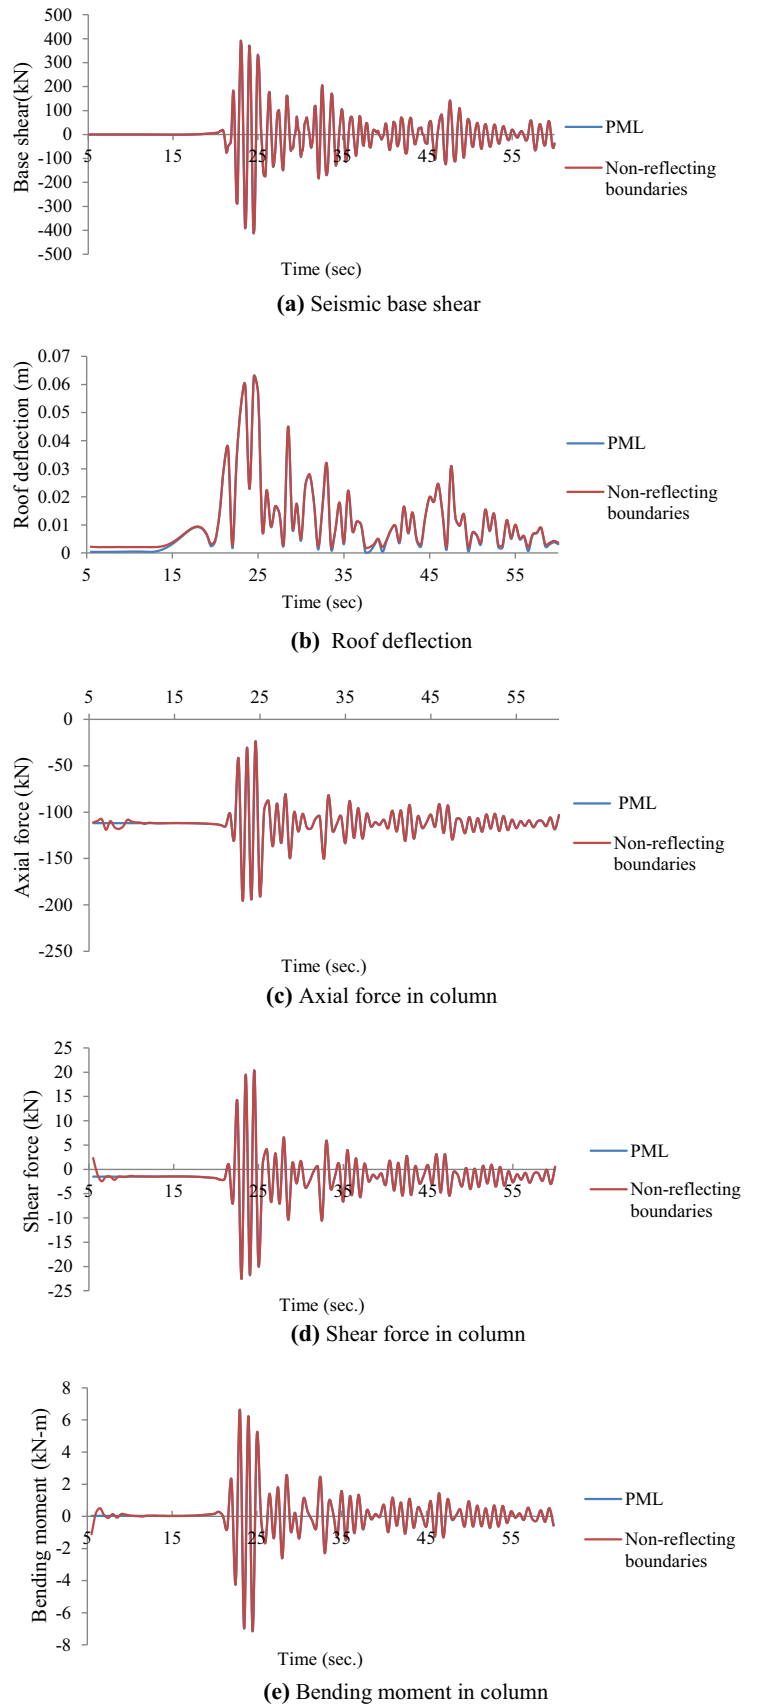 500
400
300
200
100
0
-100
-200
-300
-400
-500
Base shear(kN)
5 15 25 35 45 55
Time (sec)
PML
Non-reflecting
boundaries
(a) Seismic base shear
0.07
0.06
0.05
0.04
0.03
0.02
0.01
0
Roof deflection (m)
5 15 25 35 45 55
Time (sec)
PML
Non-reflecting
boundaries
(b) Roof deflection
5 15 25 35 45 55
0
-50
-100
-150
-200
-250
Axial force (kN)
PML
Non-reflecting
boundaries
Time (sec.)
(c) Axial force in column
25
20
15
10
5
0
-5
-10
-15
-20
-25
Shear force (kN)
5 15 25 35 45 55
PML
Non-reflecting
boundaries
Time (sec.)
(d) Shear force in column
8
6
4
2
0
-2
-4
-6
-8
Bending moment (kN-m)
5 15 25 35 45 55
PML
Non-reflecting
boundaries
Time (sec.)
(e) Bending moment in column